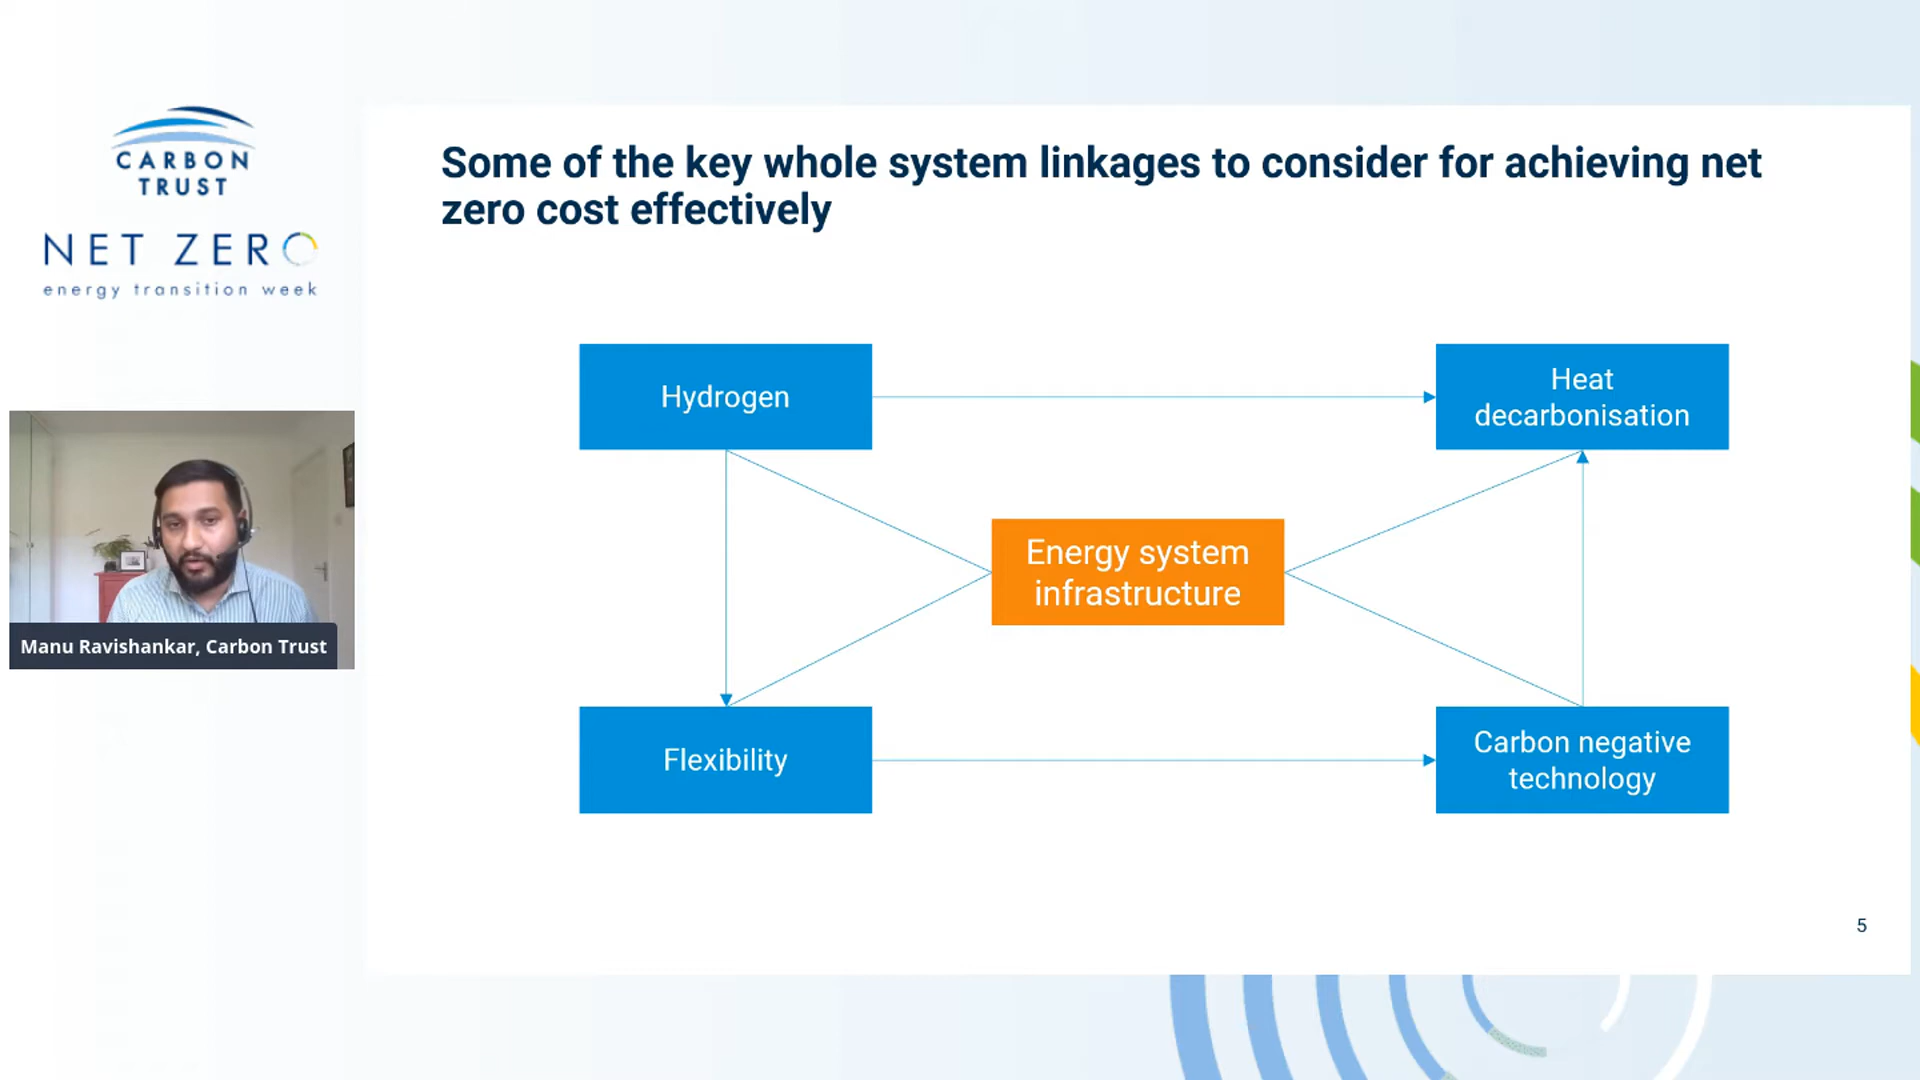 CARBON
TRUST
NET ZERO
energy transition week
Manu Ravishankar, Carbon Trust
Some of the key whole system linkages to consider for achieving net
zero cost effectively
Hydrogen
Heat
decarbonisation
Energy system
infrastructure
Flexibility
Carbon negative
technology
5